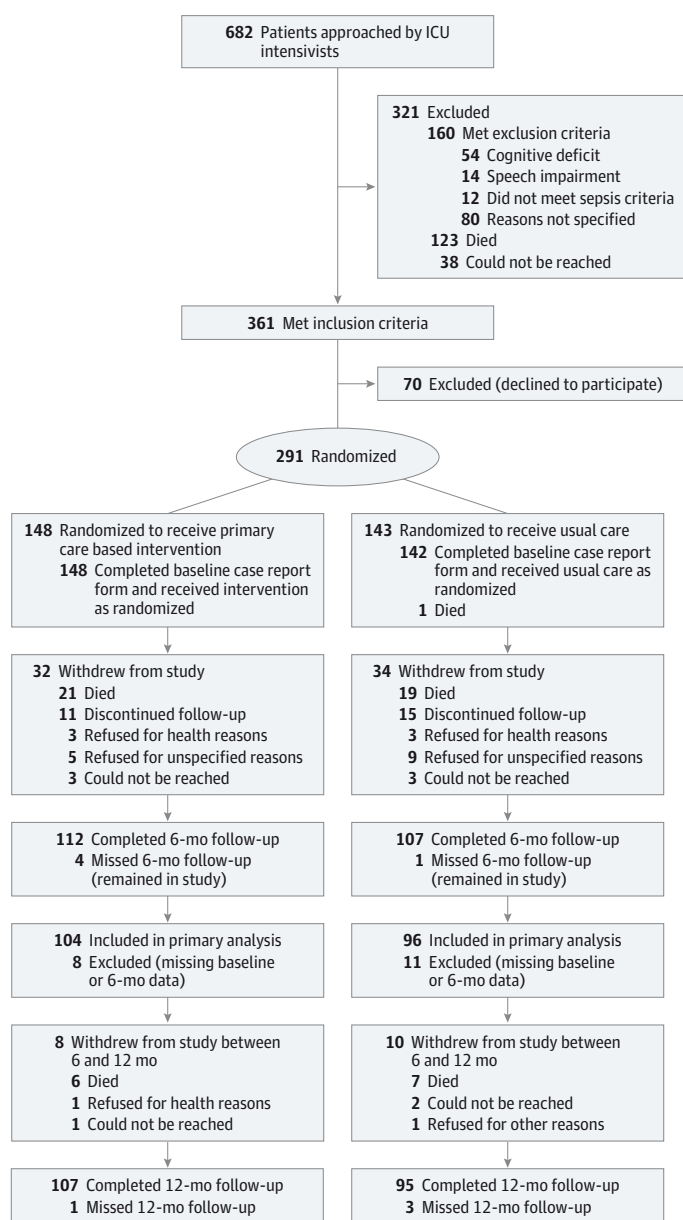 682 Patients approached by ICU
intensivists
321 Excluded
160 Met exclusion criteria
54 Cognitive deficit
14 Speech impairment
12 Did not meet sepsis criteria
80 Reasons not specified
123 Died
38 Could not be reached
361 Met inclusion criteria
70 Excluded (declined to participate)
291 Randomized
148 Randomized to receive primary
care based intervention
148 Completed baseline case report
form and received intervention
as randomized
143 Randomized to receive usual care
142 Completed baseline case report
form and received usual care as
randomized
1 Died
32 Withdrew from study
21 Died
11 Discontinued follow-up
3 Refused for health reasons
5 Refused for unspecified reasons
3 Could not be reached
34 Withdrew from study
19 Died
15 Discontinued follow-up
3 Refused for health reasons
9 Refused for unspecified reasons
3 Could not be reached
112 Completed 6-mo follow-up
4 Missed 6-mo follow-up
(remained in study)
107 Completed 6-mo follow-up
1 Missed 6-mo follow-up
(remained in study)
104 Included in primary analysis
8 Excluded (missing baseline
or 6-mo data)
96 Included in primary analysis
11 Excluded (missing baseline
or 6-mo data)
8 Withdrew from study between
6 and 12 mo
6 Died
1 Refused for health reasons
1 Could not be reached
10 Withdrew from study between
6 and 12 mo
7 Died
2 Could not be reached
1 Refused for other reasons
107 Completed 12-mo follow-up
1 Missed 12-mo follow-up
95 Completed 12-mo follow-up
3 Missed 12-mo follow-up